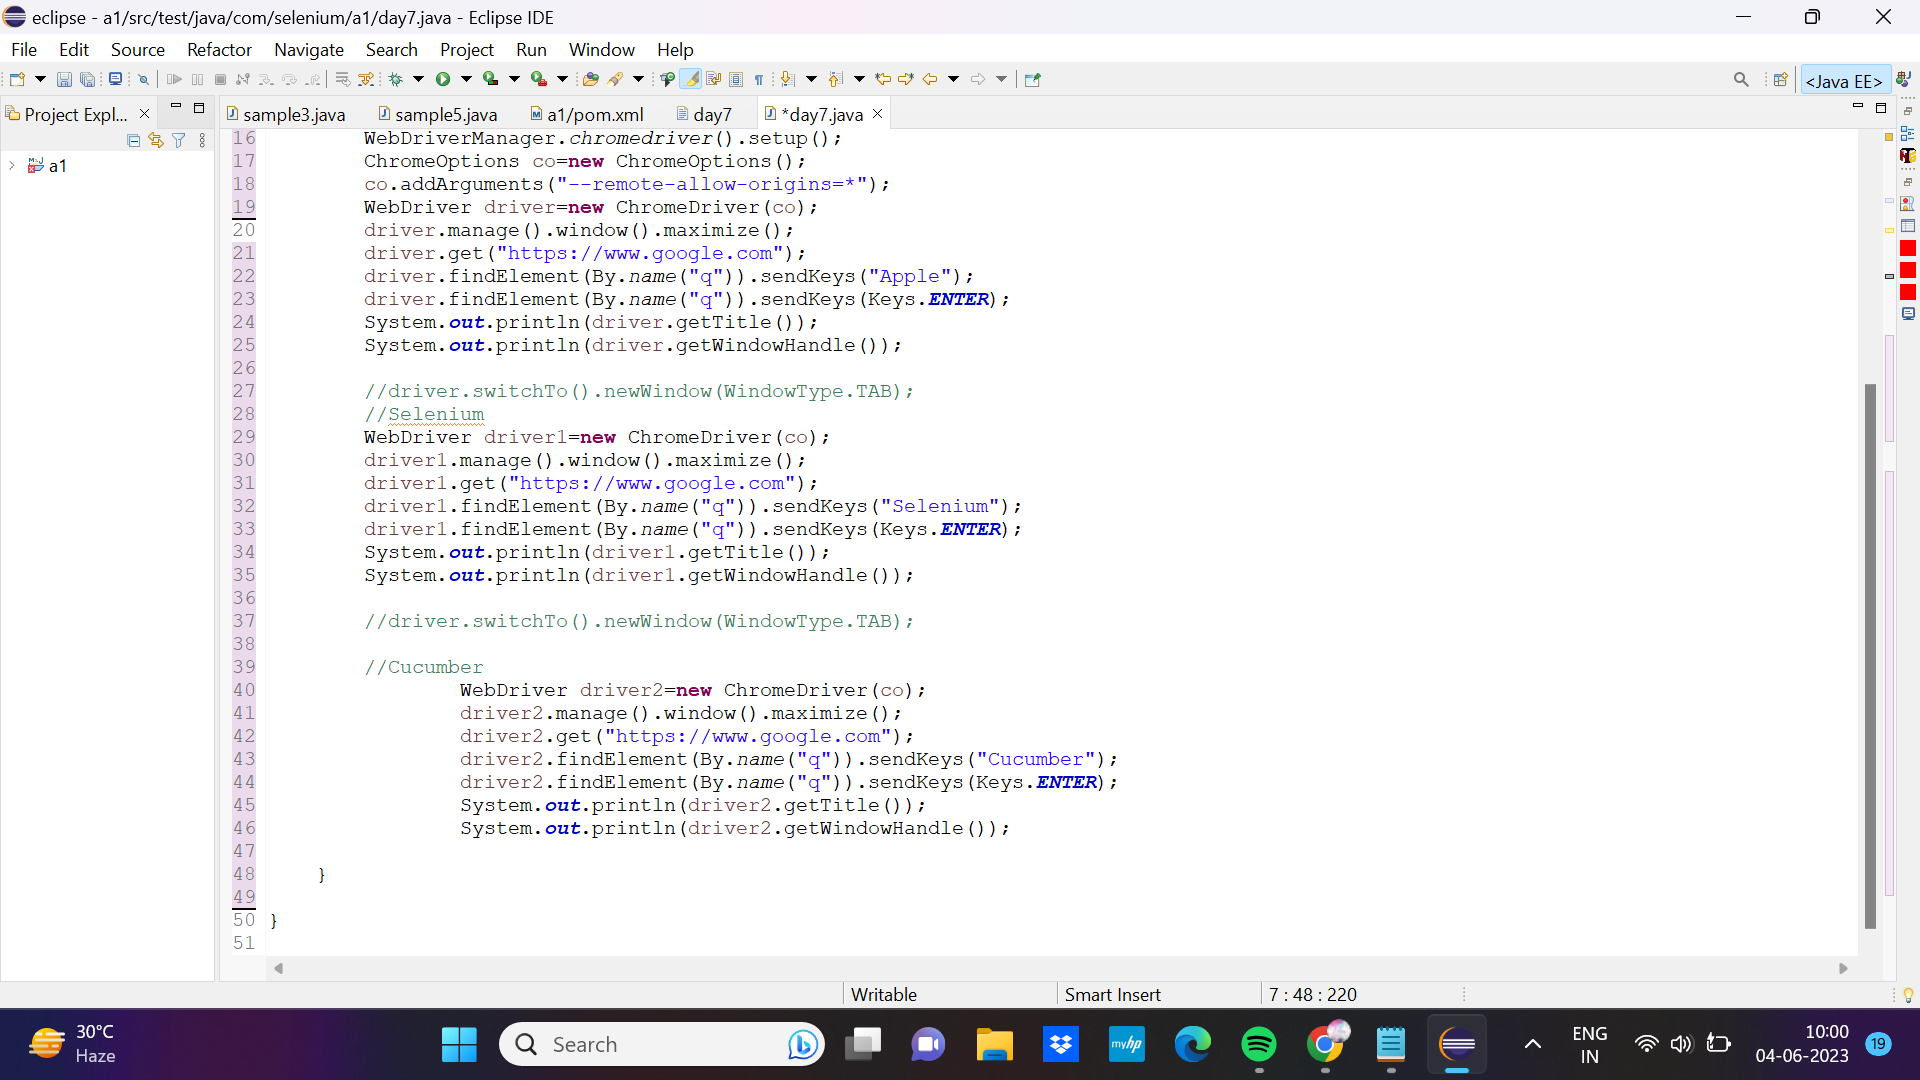 eclipse - a1/src/test/java/com/selenium/a1/day7.java - Eclipse IDE
File Edit Source Refactor Navigate Search Project Run Window Help
<Java EE>
Project Expl...
sample3.java sample5.java a1/pom.xml day7 *day7.java
a1
16 WebDriverManager.chromedriver().setup();
17 ChromeOptions co=new ChromeOptions();
18 co.addArguments("--remote-allow-origins=*");
19 WebDriver driver=new ChromeDriver(co);
20 driver.manage().window().maximize();
21 driver.get("https://www.google.com");
22 driver.findElement(By.name("q")).sendKeys("Apple");
23 driver.findElement(By.name("q")).sendKeys(Keys.ENTER);
24 System.out.println(driver.getTitle());
25 System.out.println(driver.getWindowHandle());
26
27 //driver.switchTo().newWindow(WindowType.TAB);
28 //Selenium
29 WebDriver driver1=new ChromeDriver(co);
30 driver1.manage().window().maximize();
31 driver1.get("https://www.google.com");
32 driver1.findElement(By.name("q")).sendKeys("Selenium");
33 driver1.findElement(By.name("q")).sendKeys(Keys.ENTER);
34 System.out.println(driver1.getTitle());
35 System.out.println(driver1.getWindowHandle());
36
37 //driver.switchTo().newWindow(WindowType.TAB);
38
39 //Cucumber
40 WebDriver driver2=new ChromeDriver(co);
41 driver2.manage().window().maximize();
42 driver2.get("https://www.google.com");
43 driver2.findElement(By.name("q")).sendKeys("Cucumber");
44 driver2.findElement(By.name("q")).sendKeys(Keys.ENTER);
45 System.out.println(driver2.getTitle());
46 System.out.println(driver2.getWindowHandle());
47
48 }
49
50 }
51
Writable Smart Insert 7 : 48 : 220
30°C
Haze
Search
myhp
ENG
IN
10:00
04-06-2023
19